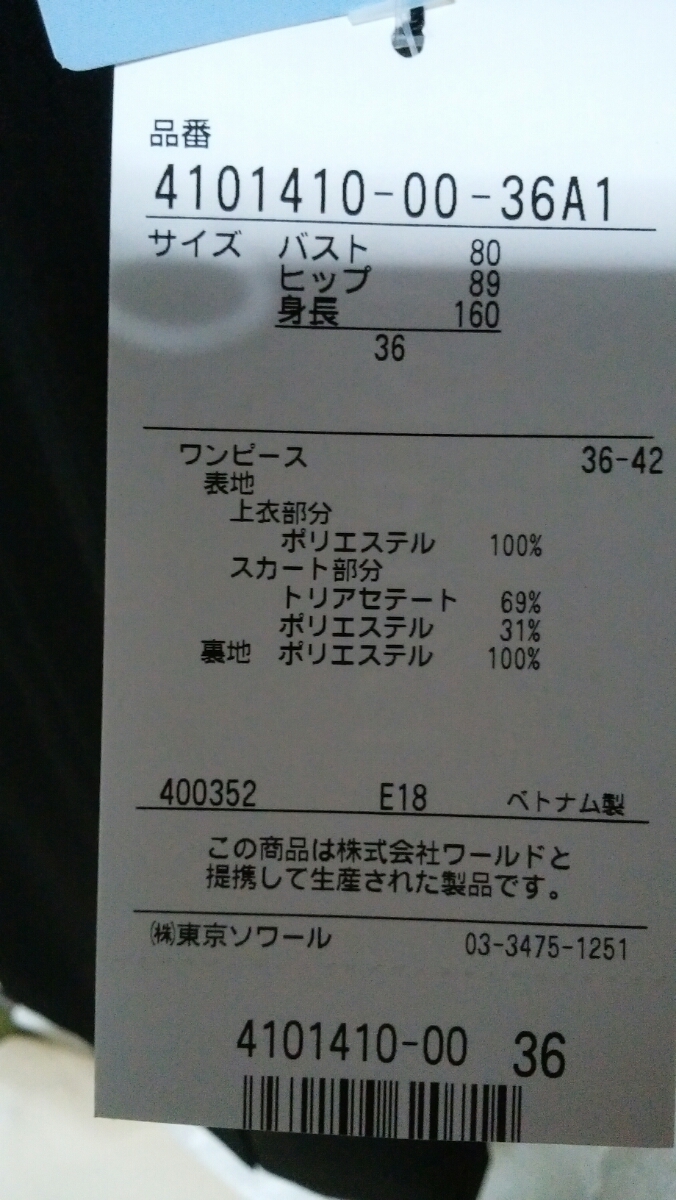 品番
4101410-00-36A1
サイズ バスト 80
ヒップ 89
身長 160
36
ワンピース 36-42
表地
上衣部分
ポリエステル 100%
スカート部分
トリアセテート 69%
ポリエステル 31%
裏地 ポリエステル 100%
400352 E18 ベトナム製
この商品は株式会社ワールドと
提携して生産された製品です。
㈱東京ソワール 03-3475-1251
4101410-00 36